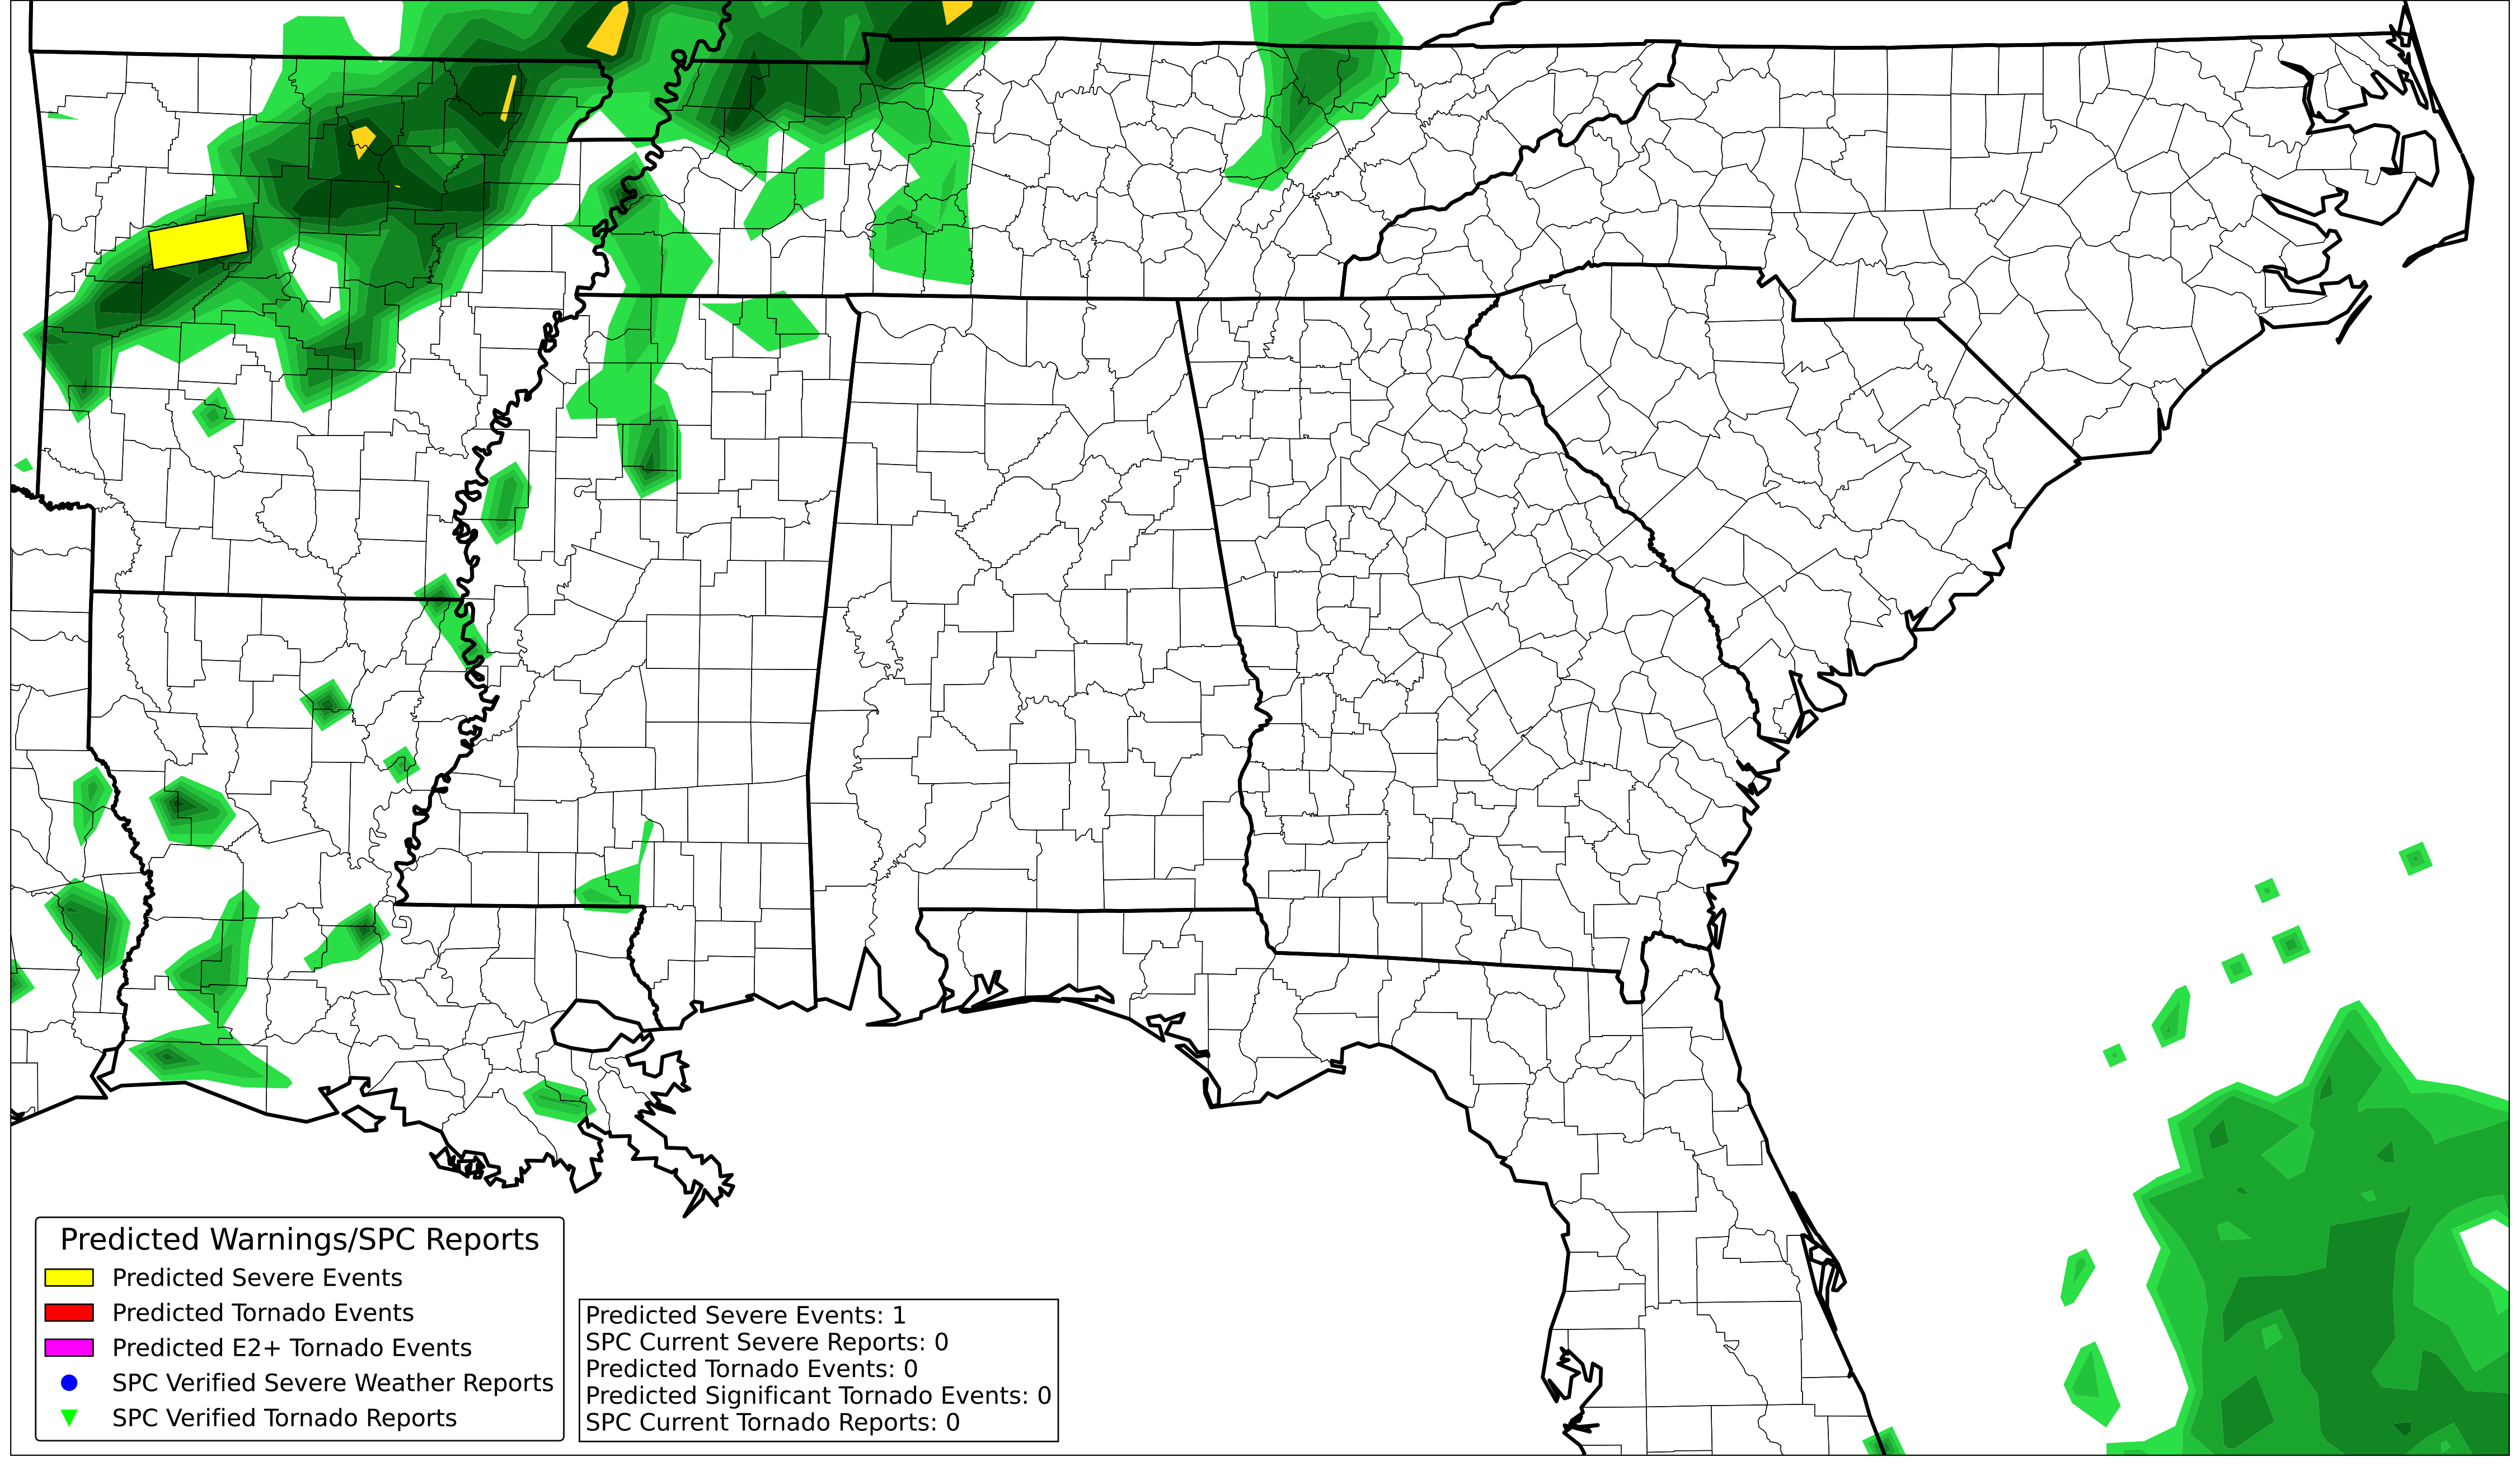 Predicted Warnings/SPC Reports
Predicted Severe Events
Predicted Tornado Events
Predicted E2+ Tornado Events
SPC Verified Severe Weather Reports
SPC Verified Tornado Reports
Predicted Severe Events: 1
SPC Current Severe Reports: 0
Predicted Tornado Events: 0
Predicted Significant Tornado Events: 0
SPC Current Tornado Reports: 0